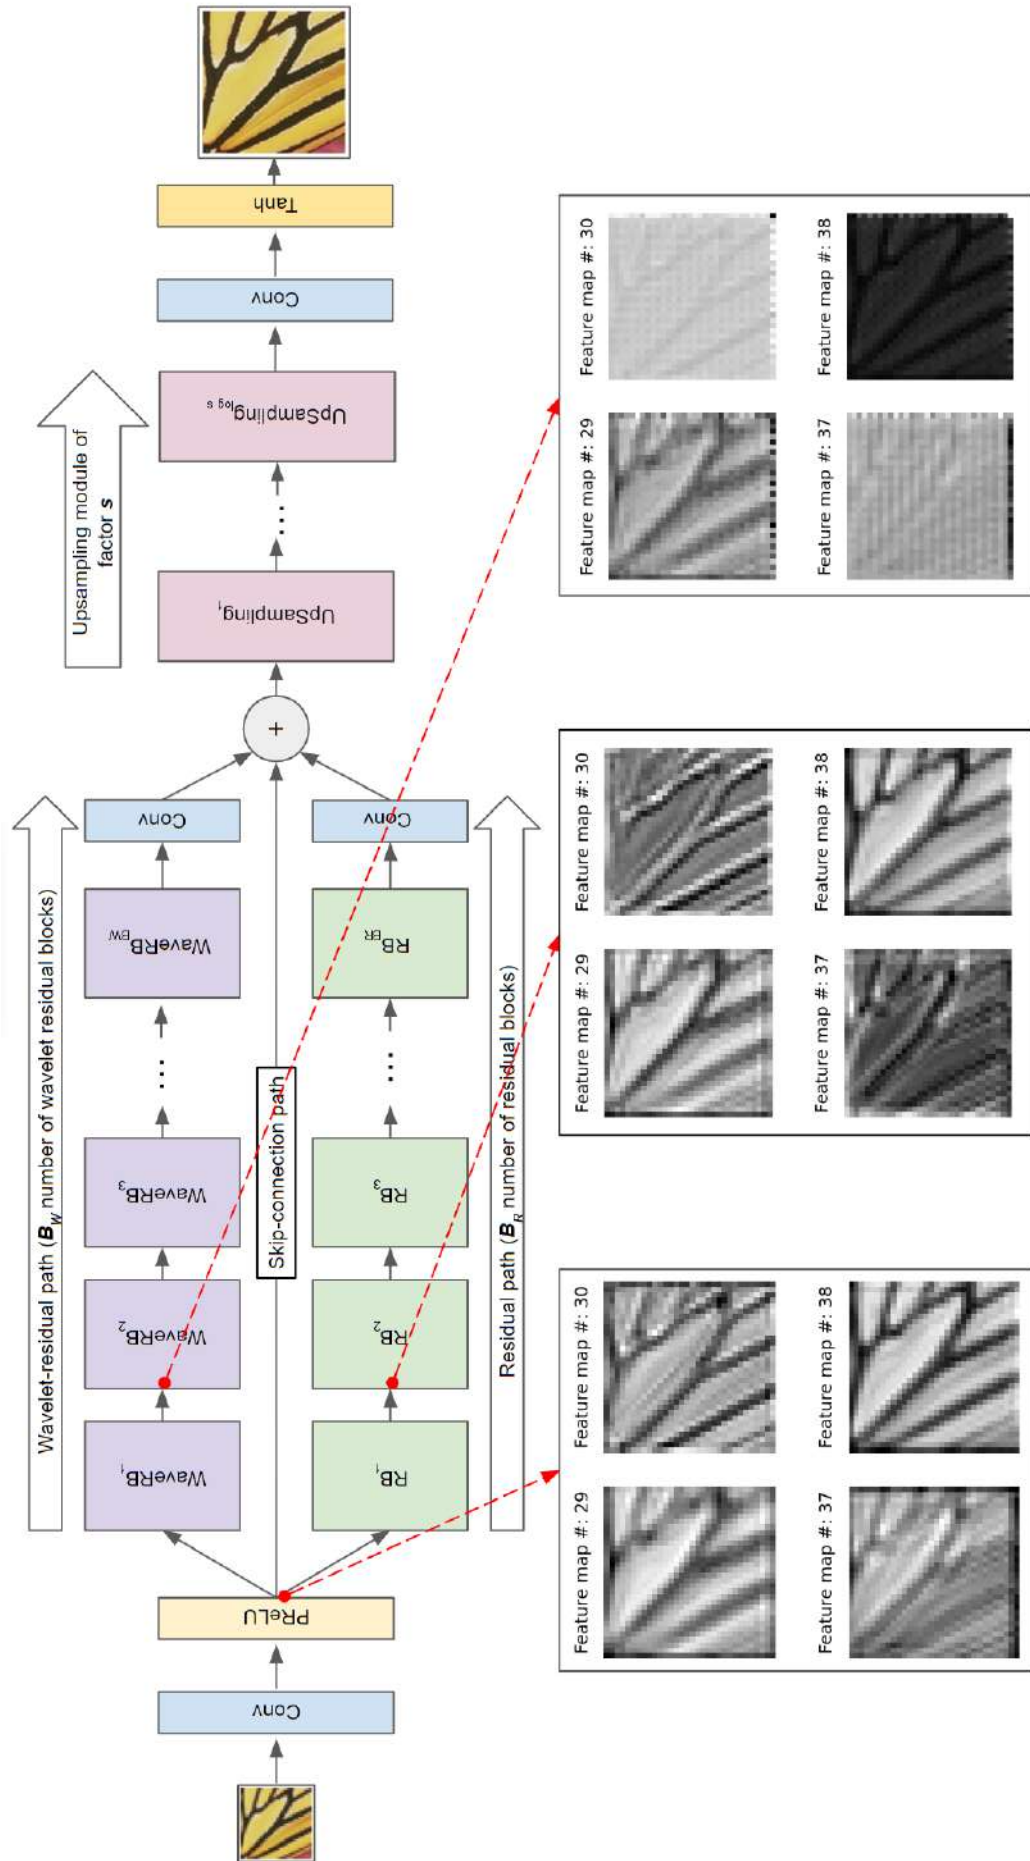 Wavelet-residual path (B_W number of wavelet residual blocks)
Upsampling module of
factor s
Conv
PReLU
WaveRB_1
WaveRB_2
WaveRB_3
...
WaveRB_BW
Conv
Skip-connection path
RB_1
RB_2
RB_3
...
RB_BR
Conv
+
UpSampling_1
...
UpSampling_log s
Conv
Tanh
Residual path (B_R number of residual blocks)
Feature map #: 29
Feature map #: 30
Feature map #: 37
Feature map #: 38
Feature map #: 29
Feature map #: 30
Feature map #: 37
Feature map #: 38
Feature map #: 29
Feature map #: 30
Feature map #: 37
Feature map #: 38